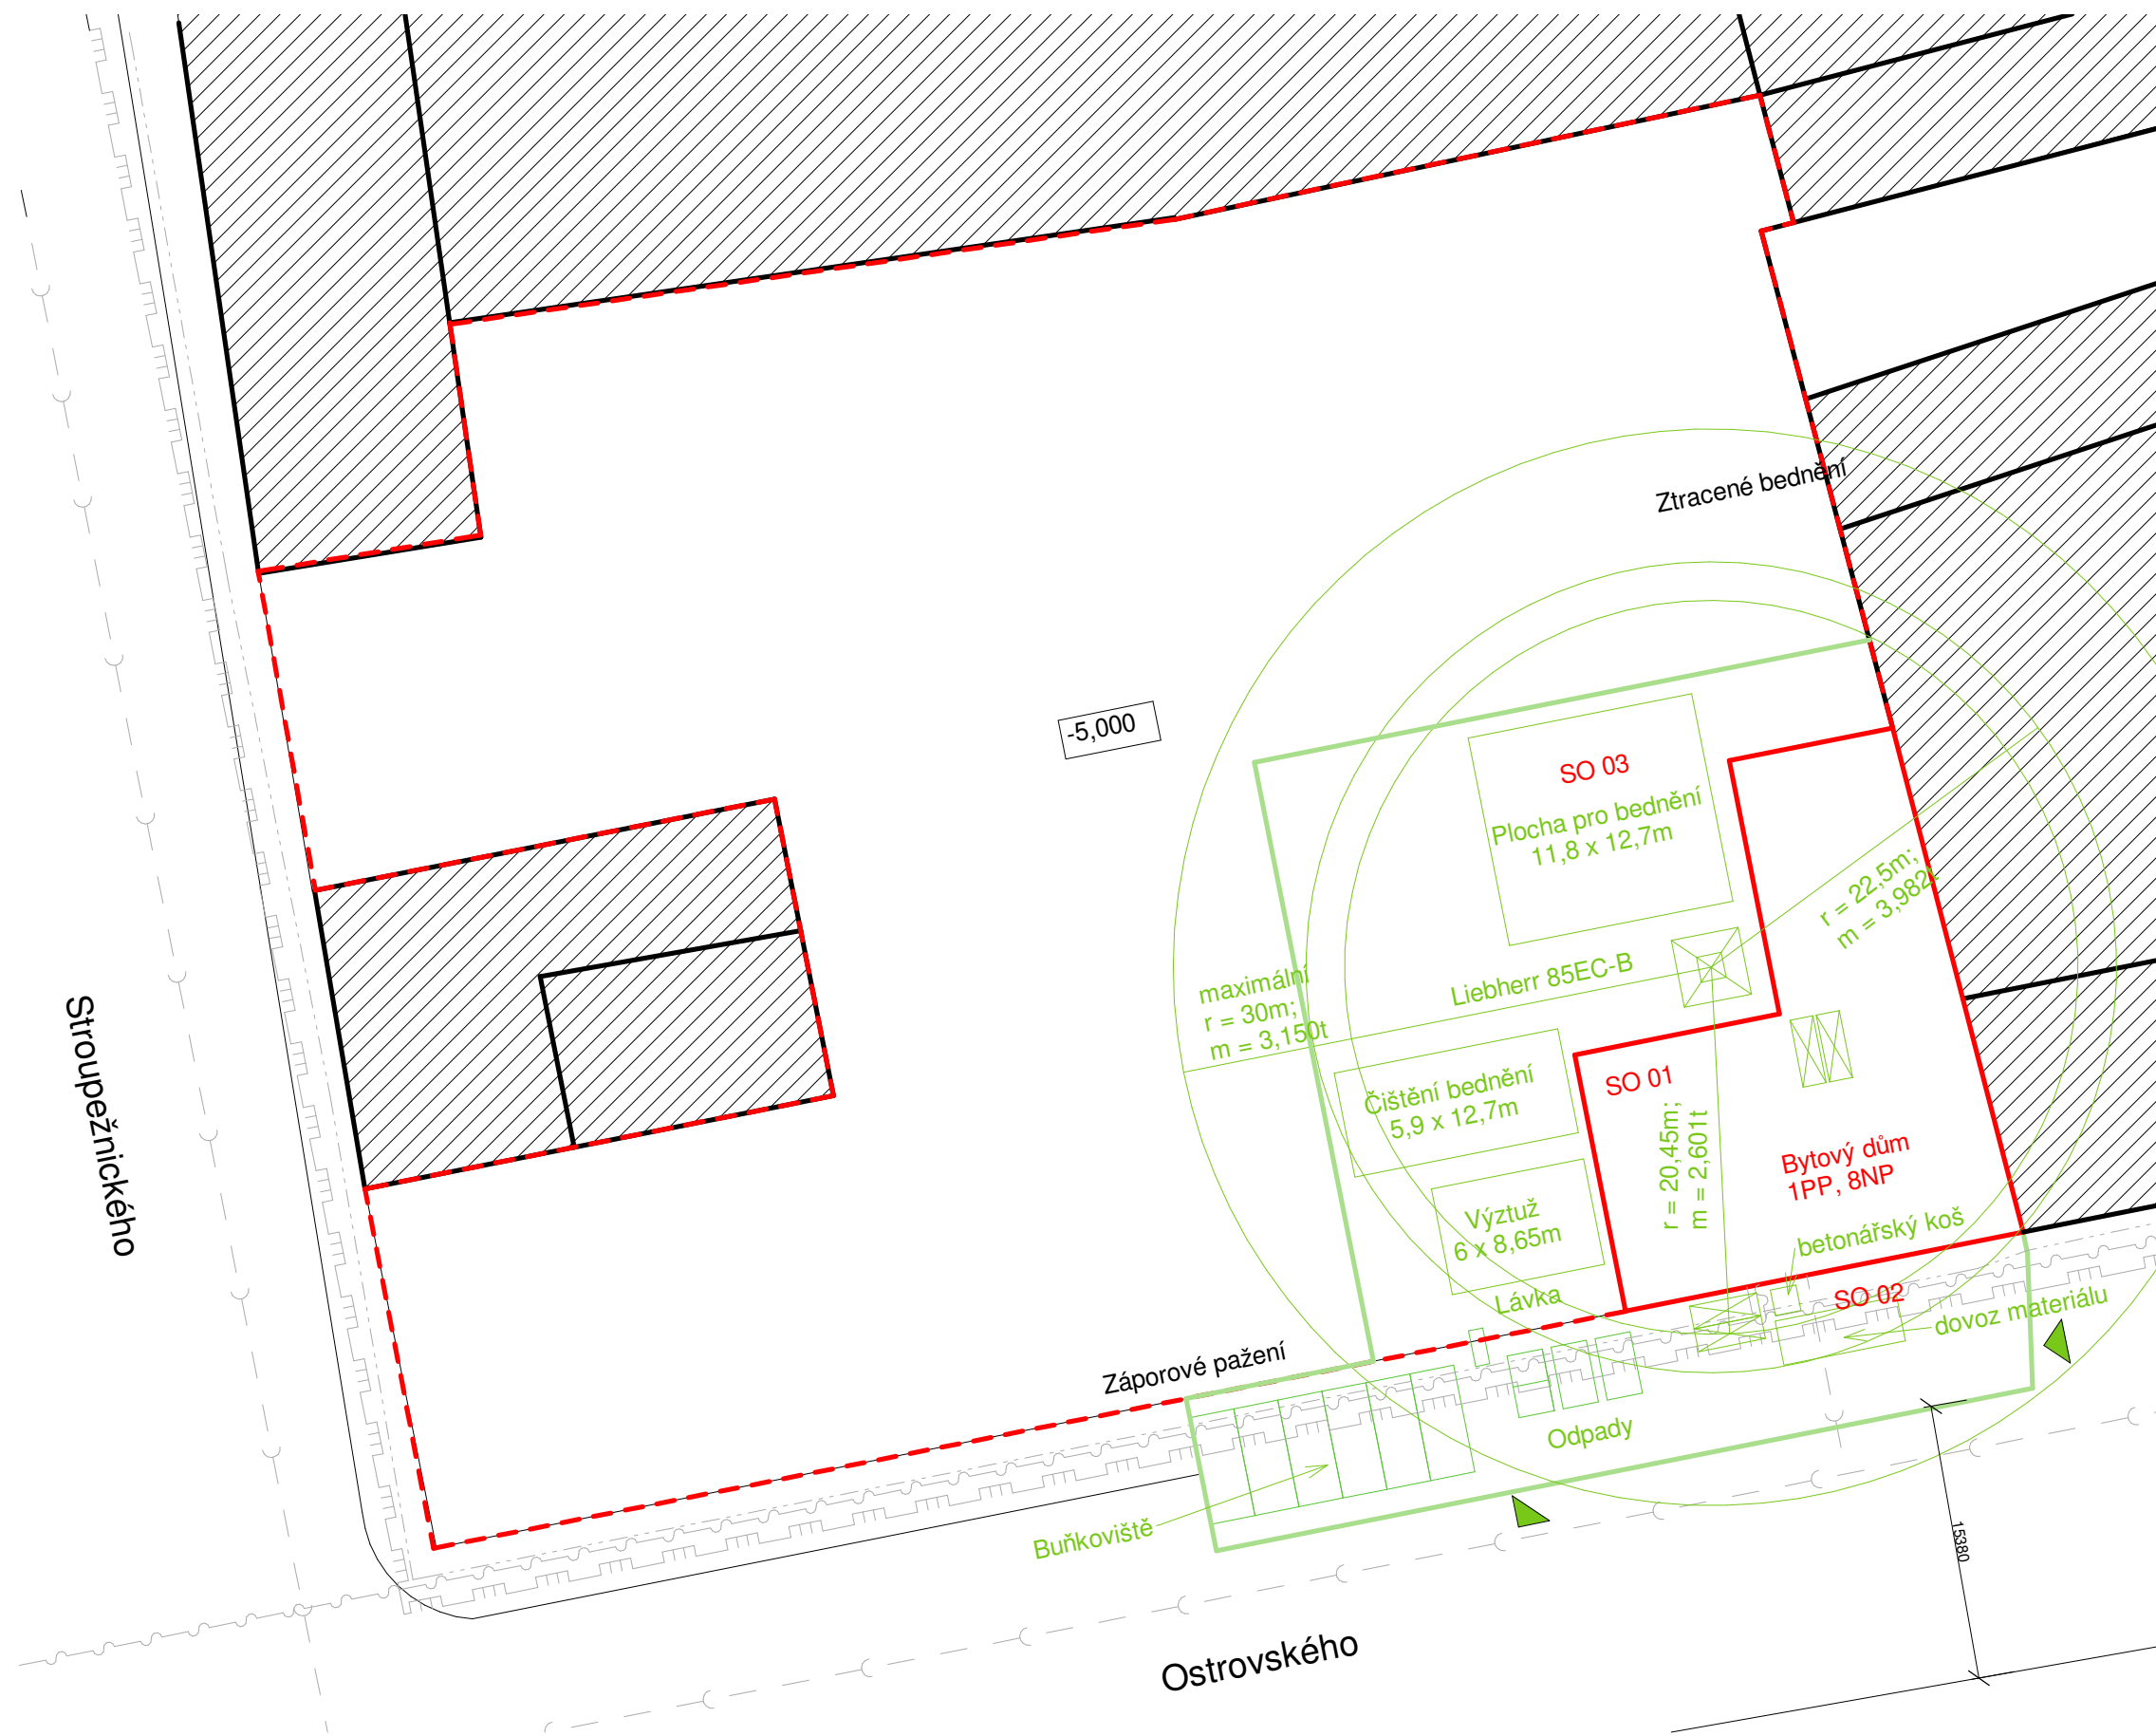 Ztracené bednění
-5,000
SO 03
Plocha pro bednění
11,8 x 12,7m
r = 22,5m;
m = 3,982t
Liebherr 85EC-B
maximální
r = 30m;
m = 3,150t
Čištění bednění
5,9 x 12,7m
SO 01
r = 20,45m;
m = 2,601t
Bytový dům
1PP, 8NP
Výztuž
6 x 8,65m
betonářský koš
Lávka
SO 02
dovoz materiálu
Záporové pažení
Odpady
Buňkoviště
15380
Stroupežnického
Ostrovského